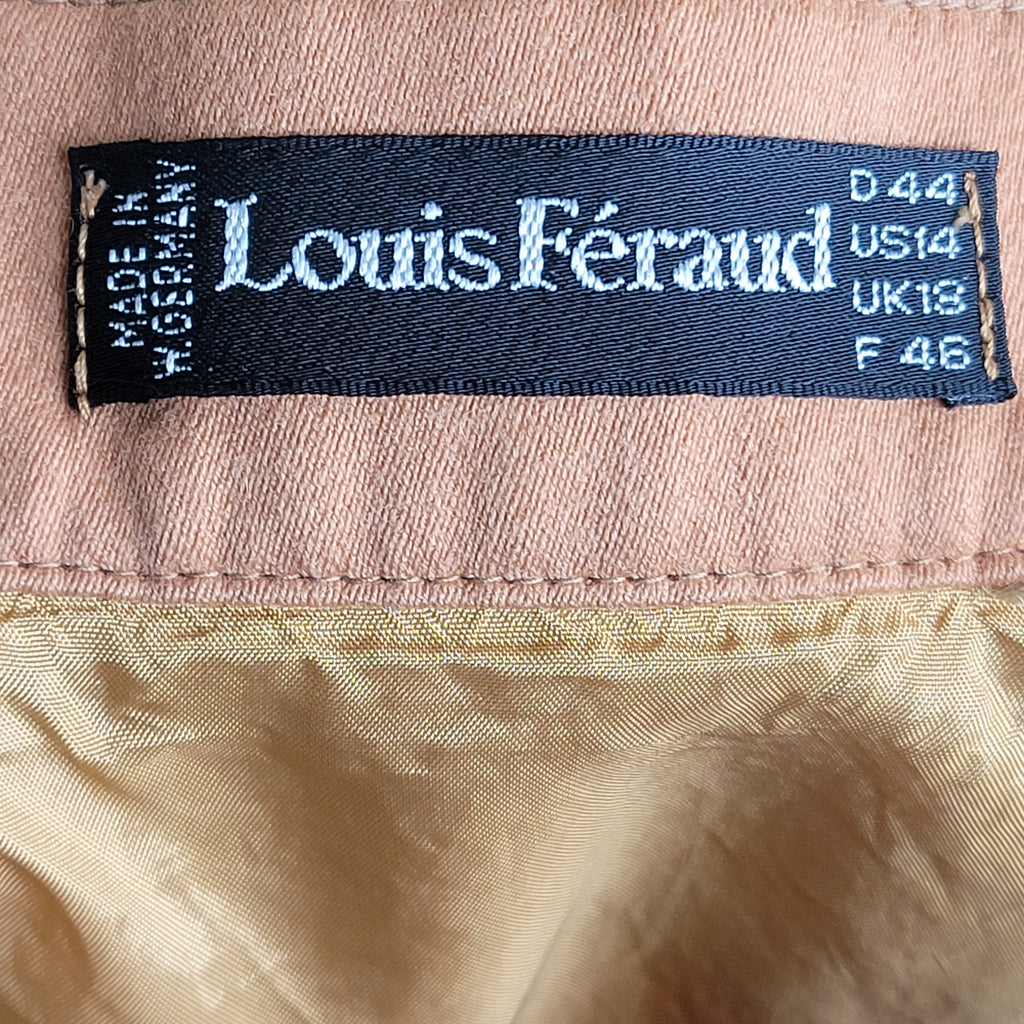 MADE IN
W. GERMANY
Louis Féraud
D 44
US14
UK18
F 46